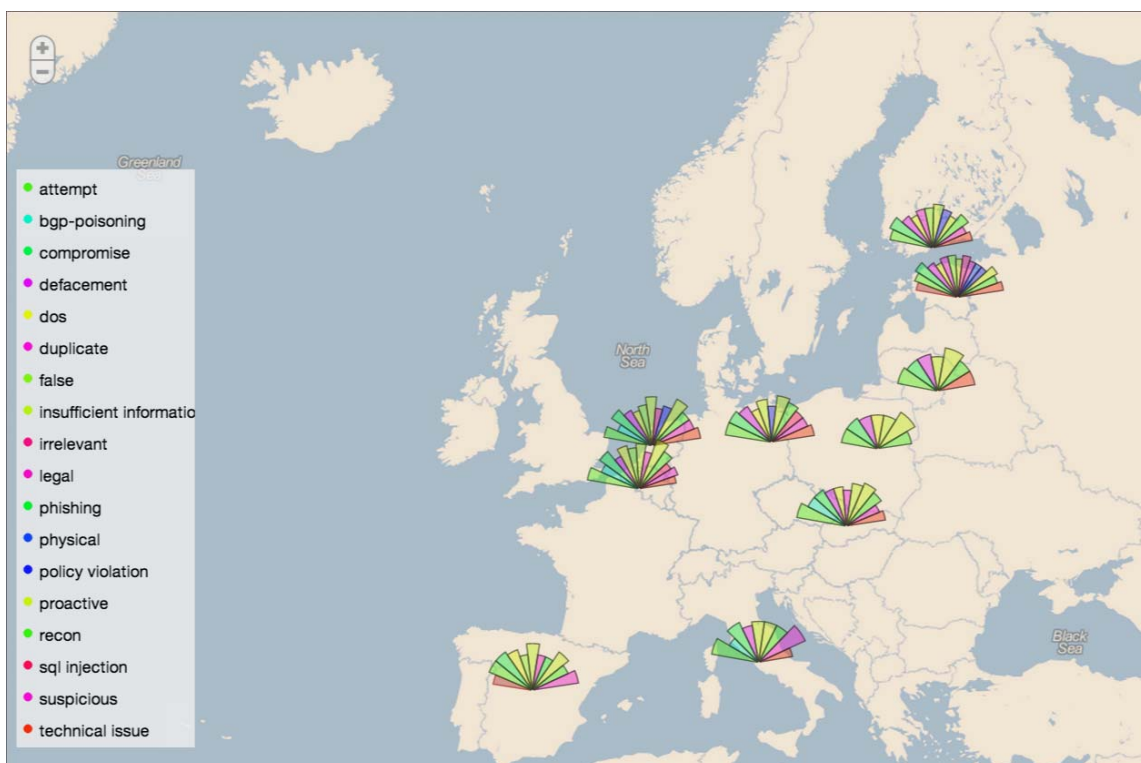 +
−
Greenland
Sea
attempt
bgp-poisoning
compromise
defacement
dos
duplicate
false
insufficient informatio
irrelevant
legal
phishing
physical
policy violation
proactive
recon
sql injection
suspicious
technical issue
North
Sea
Black
Sea